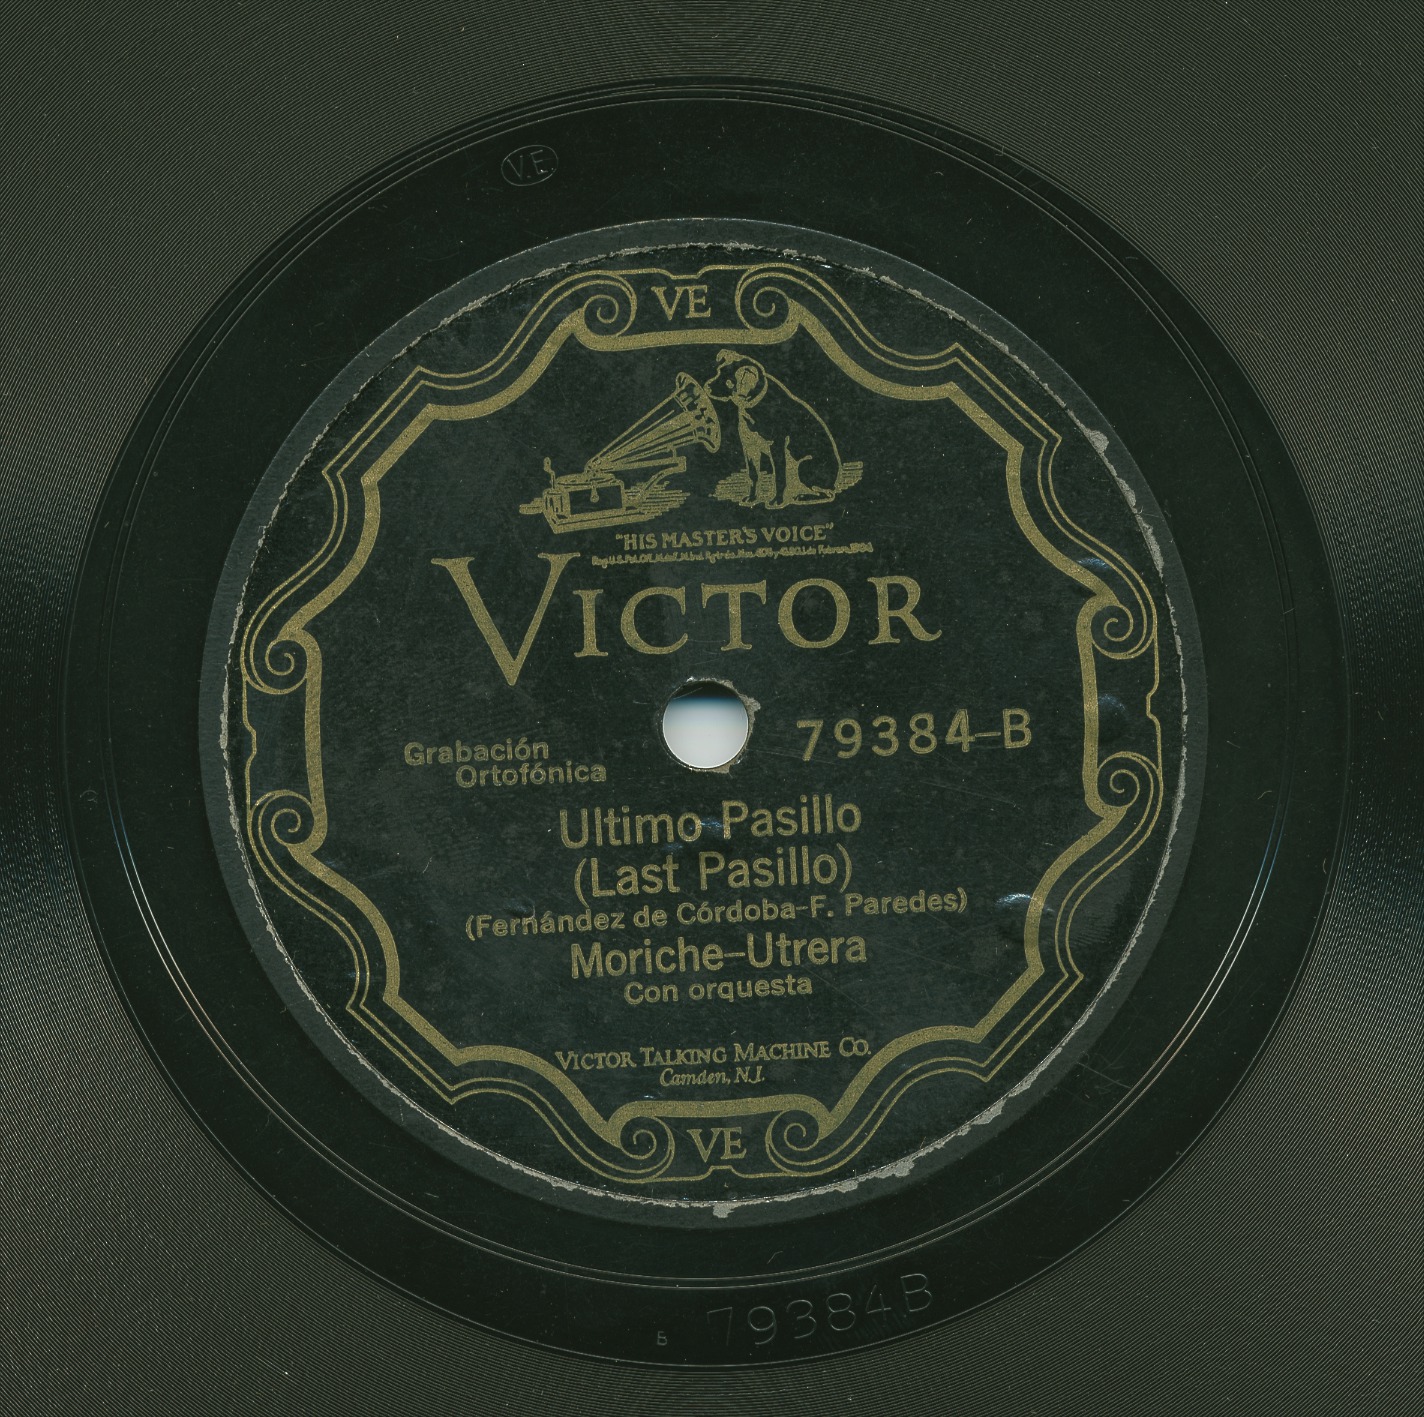 V.E.
VE
"HIS MASTER'S VOICE"
VICTOR
79384-B
Grabación
Ortofónica
Ultimo Pasillo
(Last Pasillo)
(Fernández de Córdoba-F. Paredes)
Moriche-Utrera
Con orquesta
VICTOR TALKING MACHINE CO.
Camden, N.J.
VE
79384B